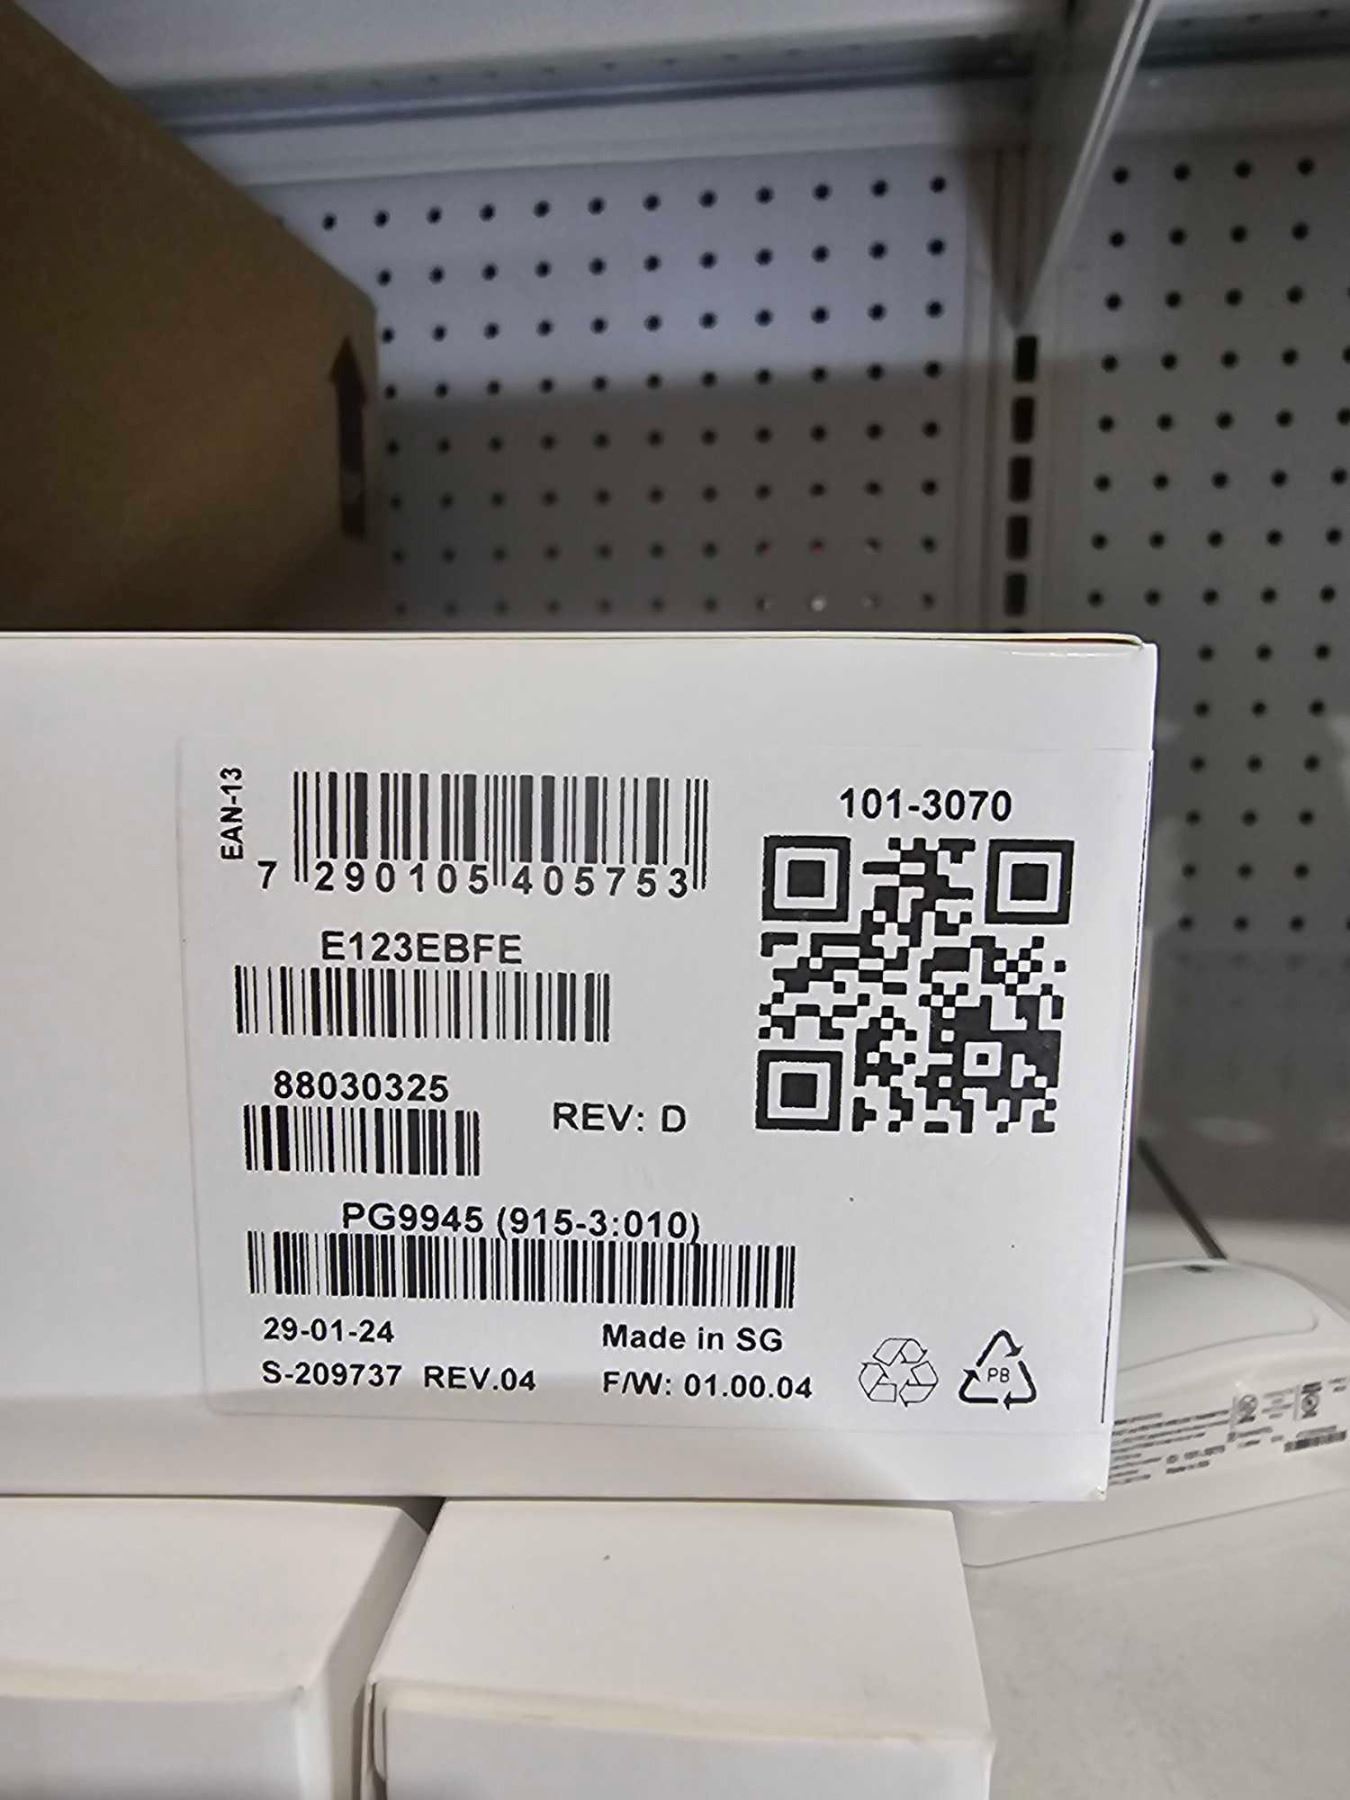 EAN-13
7 290105 405753
101-3070
E123EBFE
88030325
REV: D
PG9945 (915-3:010)
29-01-24
Made in SG
S-209737 REV.04
F/W: 01.00.04
PB